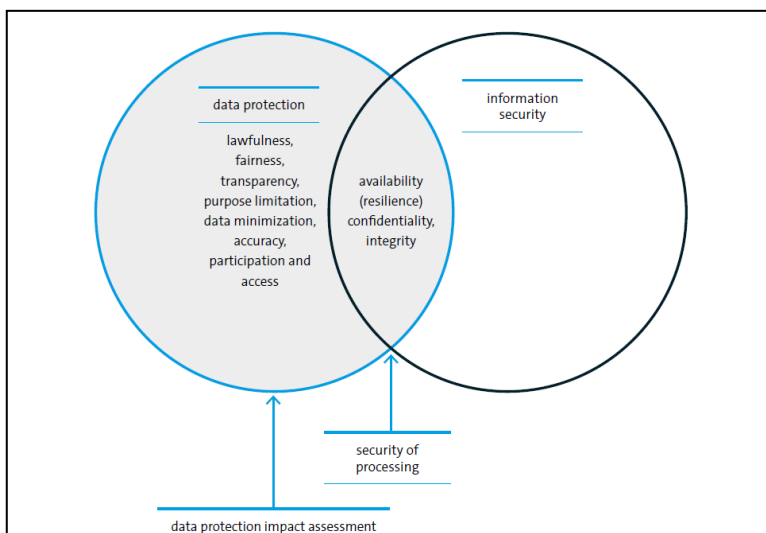 data protection
lawfulness,
fairness,
transparency,
purpose limitation,
data minimization,
accuracy,
participation and
access
availability
(resilience)
confidentiality,
integrity
information
security
security of
processing
data protection impact assessment